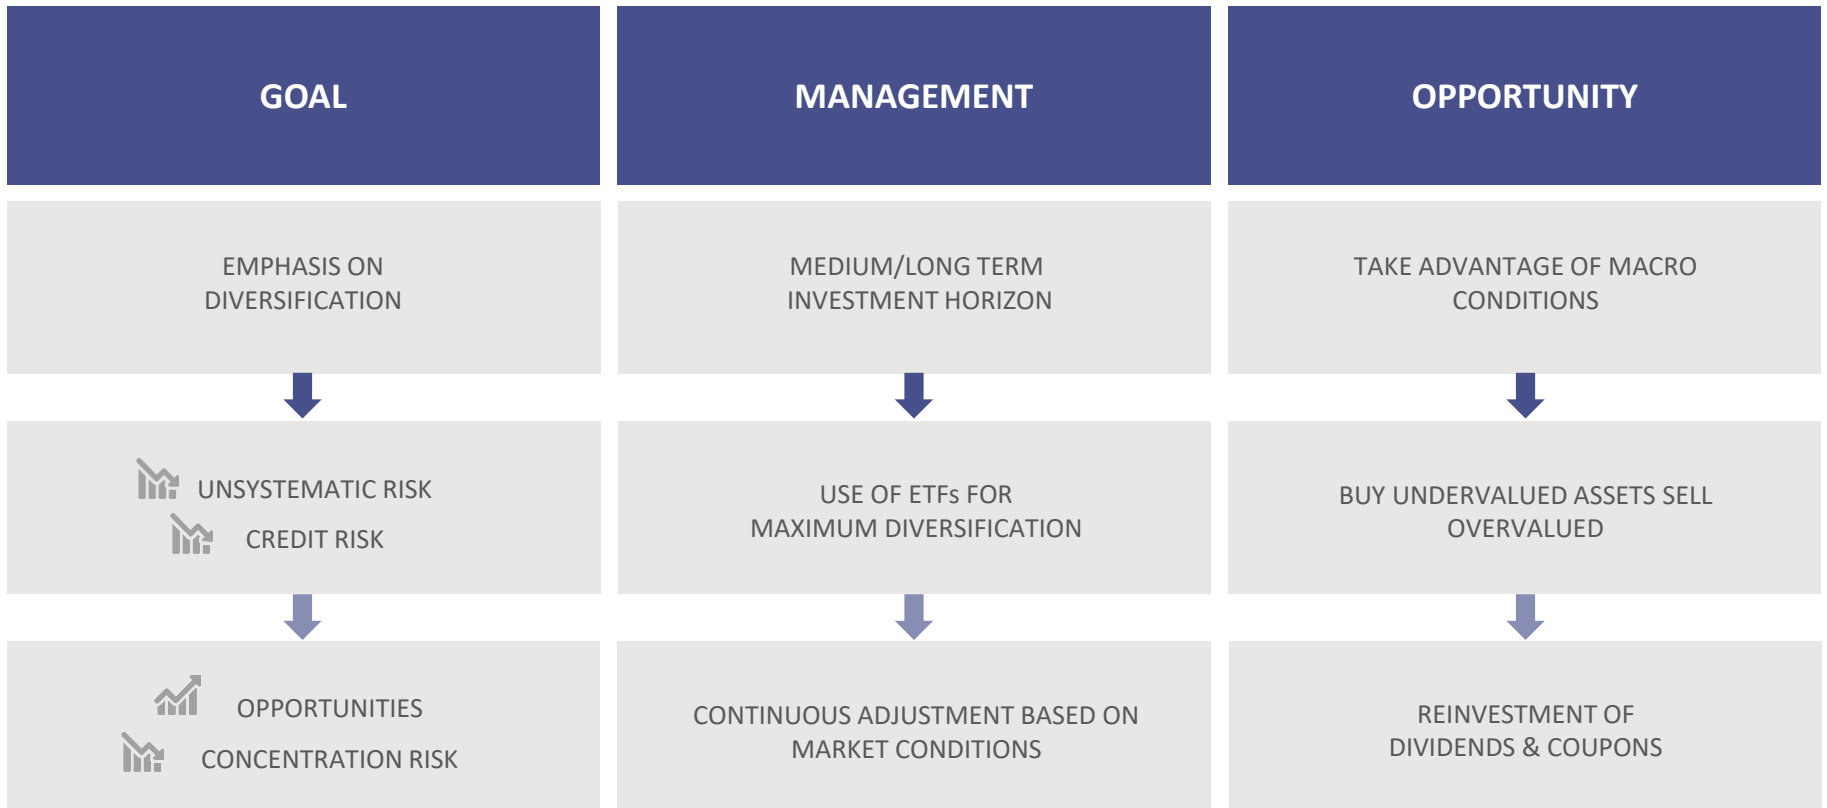 GOAL
MANAGEMENT
OPPORTUNITY
EMPHASIS ON
DIVERSIFICATION
MEDIUM/LONG TERM
INVESTMENT HORIZON
TAKE ADVANTAGE OF MACRO
CONDITIONS
UNSYSTEMATIC RISK
CREDIT RISK
USE OF ETFs FOR
MAXIMUM DIVERSIFICATION
BUY UNDERVALUED ASSETS SELL
OVERVALUED
OPPORTUNITIES
CONCENTRATION RISK
CONTINUOUS ADJUSTMENT BASED ON
MARKET CONDITIONS
REINVESTMENT OF
DIVIDENDS & COUPONS